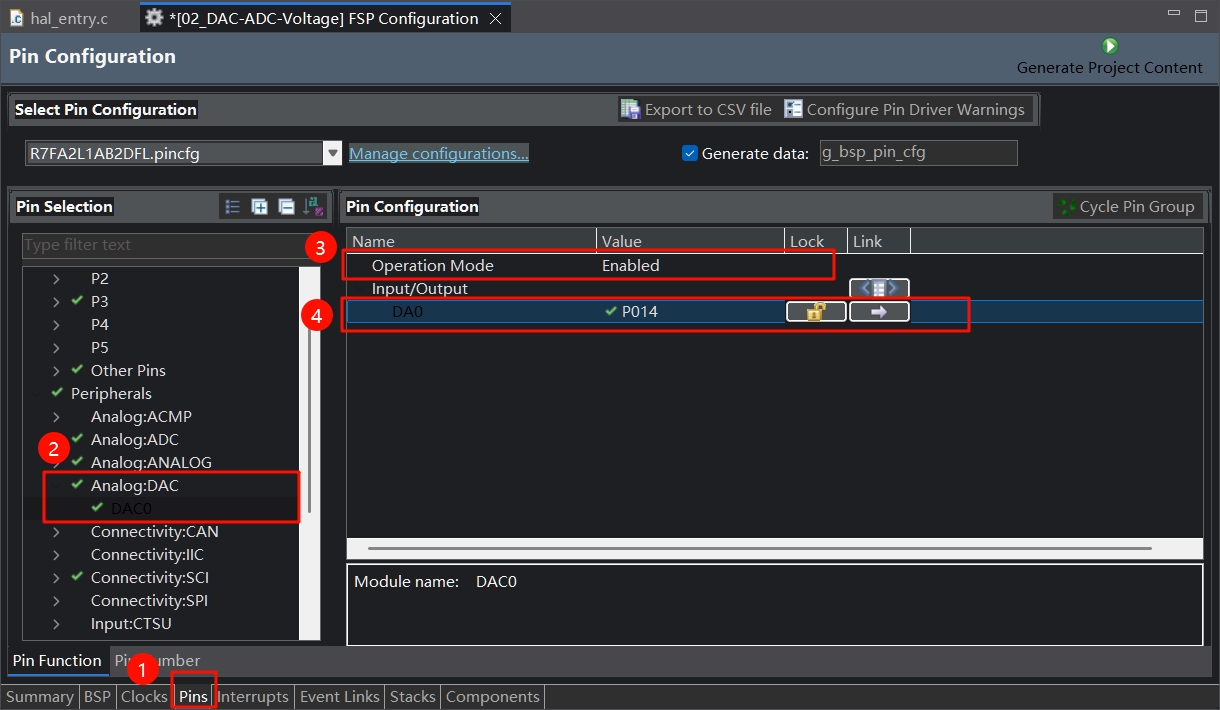 hal_entry.c
*[02_DAC-ADC-Voltage] FSP Configuration
Pin Configuration
Generate Project Content
Select Pin Configuration
Export to CSV file
Configure Pin Driver Warnings
R7FA2L1AB2DFL.pincfg
Manage configurations...
Generate data:
g_bsp_pin_cfg
Pin Selection
Type filter text
P2
P3
P4
P5
Other Pins
Peripherals
Analog:ACMP
Analog:ADC
2
Analog:ANALOG
Analog:DAC
DAC0
Connectivity:CAN
Connectivity:IIC
Connectivity:SCI
Connectivity:SPI
Input:CTSU
Pin Configuration
Cycle Pin Group
Name Value Lock Link
3
Operation Mode Enabled
Input/Output
4
DA0 P014
Module name: DAC0
Pin Function
Pin Number
1
Summary BSP Clocks Pins Interrupts Event Links Stacks Components